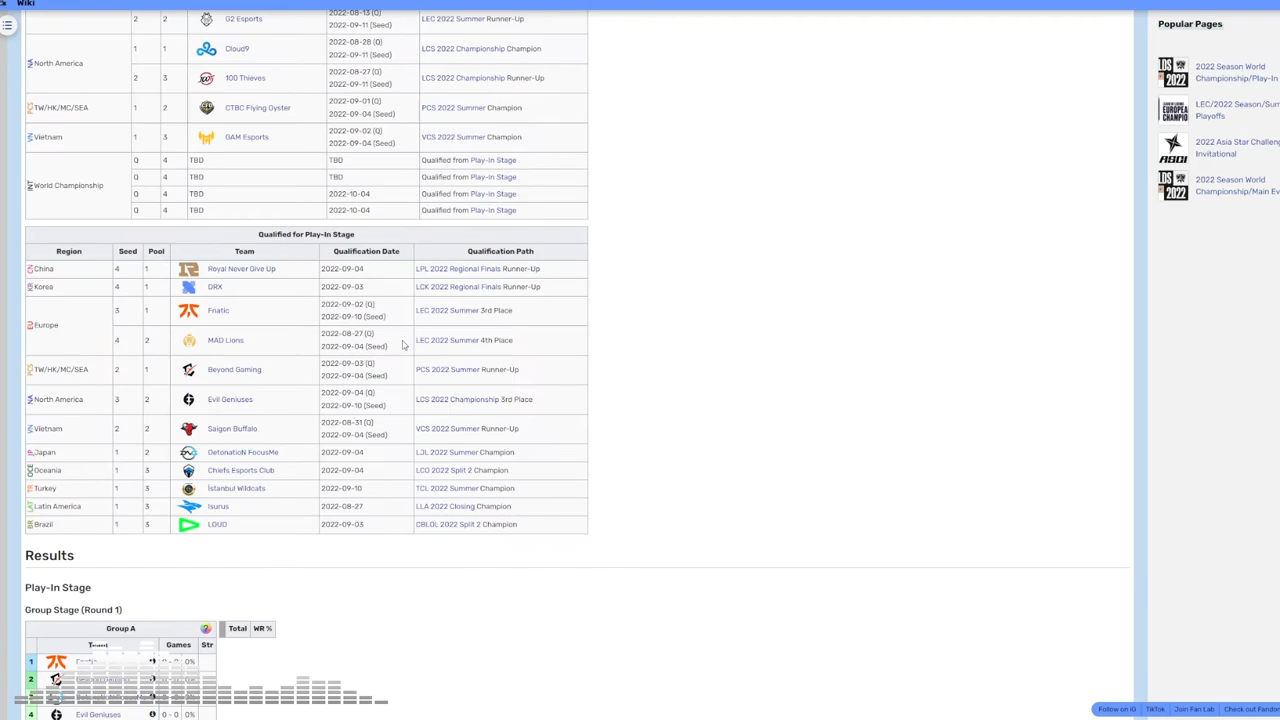 Wiki
2 2 G2 Esports 2022-08-13 (Q) LEC 2022 Summer Runner-Up
2022-09-11 (Seed)
North America 1 1 Cloud9 2022-08-28 (Q) LCS 2022 Championship Champion
2022-09-11 (Seed)
2 3 100 Thieves 2022-08-27 (Q) LCS 2022 Championship Runner-Up
2022-09-11 (Seed)
TW/HK/MC/SEA 1 2 CTBC Flying Oyster 2022-09-01 (Q) PCS 2022 Summer Champion
2022-09-04 (Seed)
Vietnam 1 3 GAM Esports 2022-09-02 (Q) VCS 2022 Summer Champion
2022-09-04 (Seed)
World Championship Q 4 TBD TBD Qualified from Play-In Stage
Q 4 TBD TBD Qualified from Play-In Stage
Q 4 TBD 2022-10-04 Qualified from Play-In Stage
Q 4 TBD 2022-10-04 Qualified from Play-In Stage
Qualified for Play-In Stage
Region Seed Pool Team Qualification Date Qualification Path
China 4 1 Royal Never Give Up 2022-09-04 LPL 2022 Regional Finals Runner-Up
Korea 4 1 DRX 2022-09-03 LCK 2022 Regional Finals Runner-Up
Europe 3 1 Fnatic 2022-09-02 (Q) LEC 2022 Summer 3rd Place
2022-09-10 (Seed)
4 2 MAD Lions 2022-08-27 (Q) LEC 2022 Summer 4th Place
2022-09-04 (Seed)
TW/HK/MC/SEA 2 1 Beyond Gaming 2022-09-03 (Q) PCS 2022 Summer Runner-Up
2022-09-04 (Seed)
North America 3 2 Evil Geniuses 2022-09-04 (Q) LCS 2022 Championship 3rd Place
2022-09-10 (Seed)
Vietnam 2 2 Saigon Buffalo 2022-08-31 (Q) VCS 2022 Summer Runner-Up
2022-09-04 (Seed)
Japan 1 2 DetonatioN FocusMe 2022-09-04 LJL 2022 Summer Champion
Oceania 1 3 Chiefs Esports Club 2022-09-04 LCO 2022 Split 2 Champion
Turkey 1 3 İstanbul Wildcats 2022-09-10 TCL 2022 Summer Champion
Latin America 1 3 Isurus 2022-08-27 LLA 2022 Closing Champion
Brazil 1 3 LOUD 2022-09-03 CBLOL 2022 Split 2 Champion
Results
Play-In Stage
Group Stage (Round 1)
Group A Total WR %
Games Str
1 0 - 0 0%
2
4 Evil Geniuses 0 - 0 0%
Popular Pages
2022 Season World
Championship/Play-In
LEC/2022 Season/Sum
Playoffs
2022 Asia Star Challeng
Invitational
2022 Season World
Championship/Main Ev
Follow on IG TikTok Join Fan Lab Check out Fandom